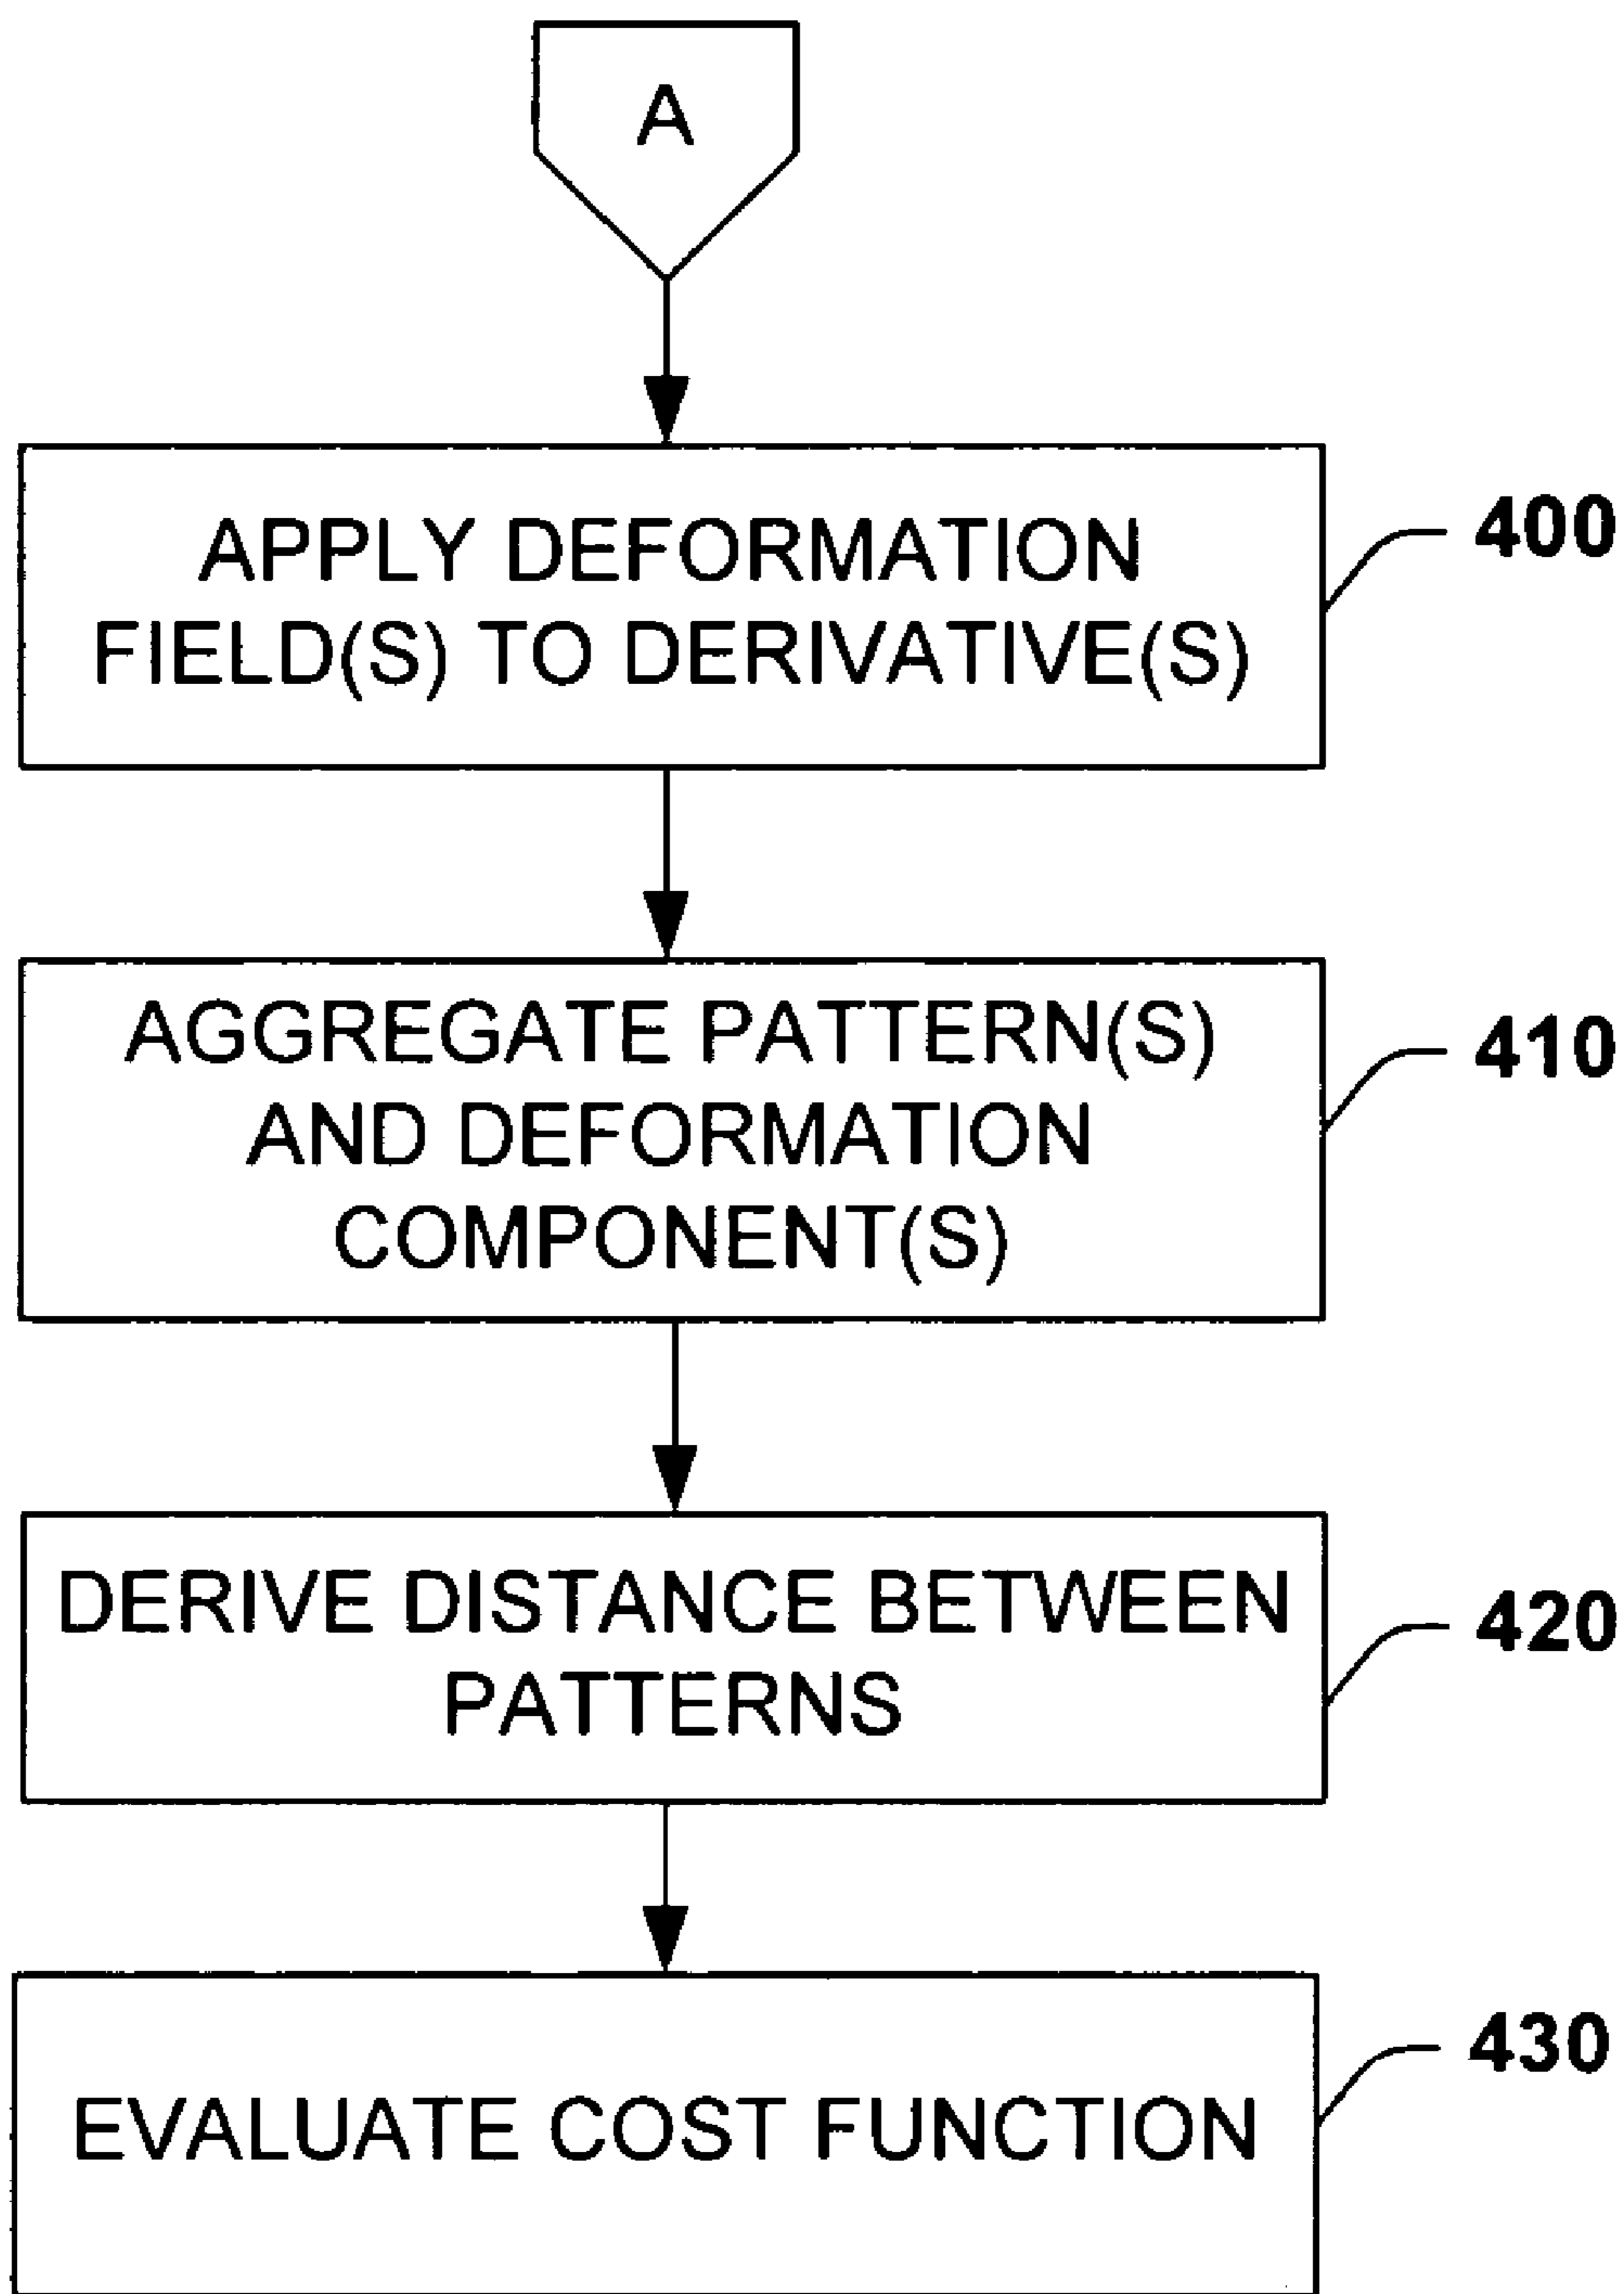 A
APPLY DEFORMATION
FIELD(S) TO DERIVATIVE(S)
400
AGGREGATE PATTERN(S)
AND DEFORMATION
COMPONENT(S)
410
DERIVE DISTANCE BETWEEN
PATTERNS
420
EVALUATE COST FUNCTION
430